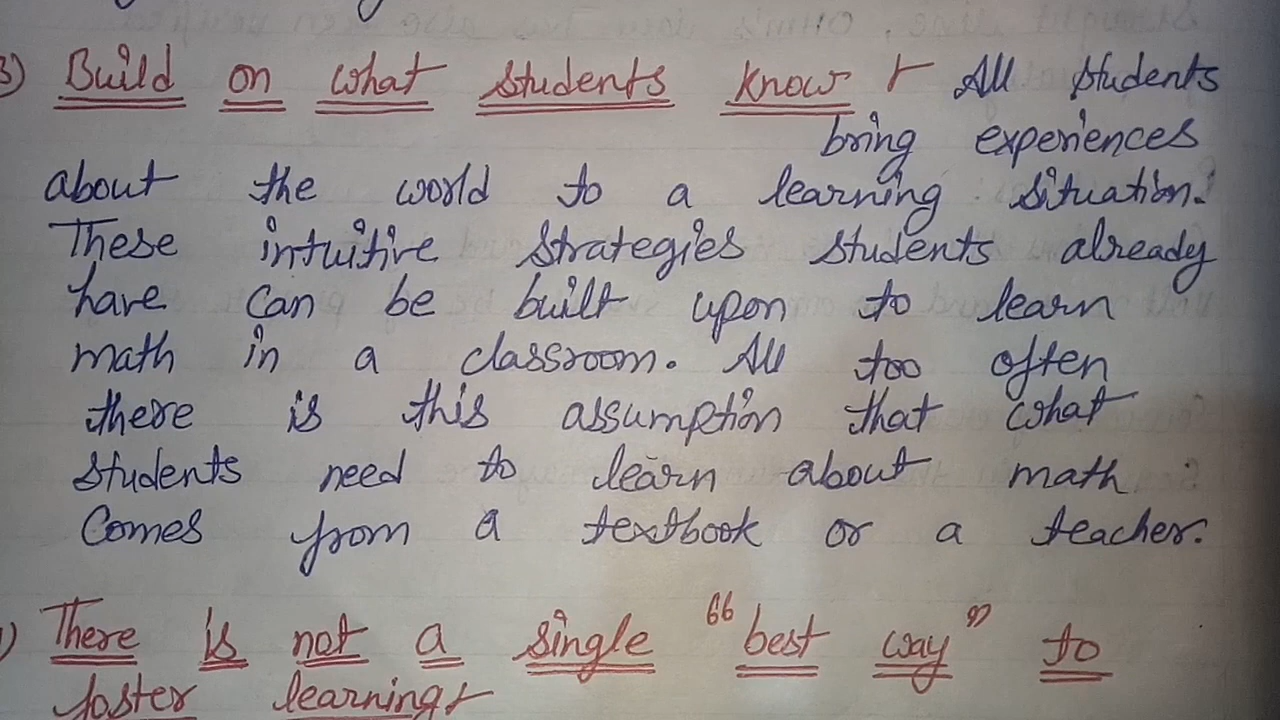 3) Build on what students know :- All students
bring experiences
about the world to a learning situation.
These intuitive strategies students already
have can be built upon to learn
math in a classroom. All too often
there is this assumption that what
students need to learn about math
Comes from a textbook or a teacher.
) There is not a single "best way" to
foster learning:-